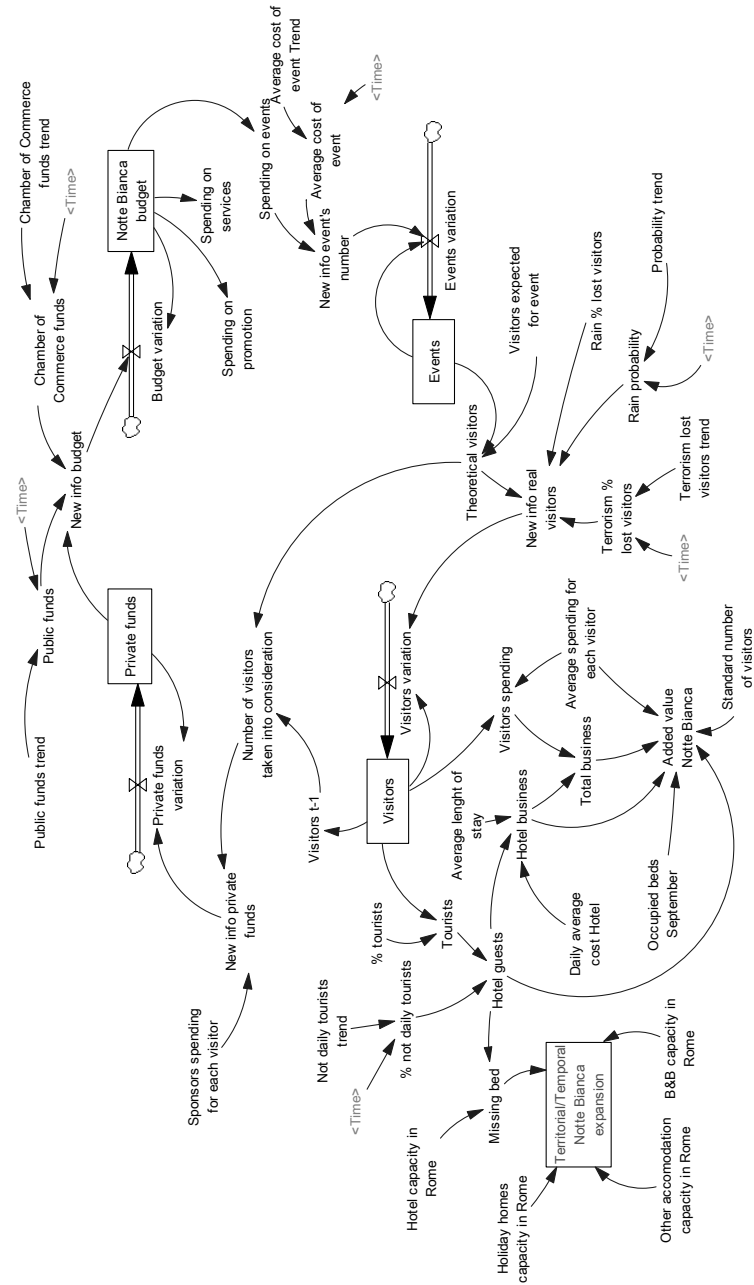 Public funds trend
Public funds
<Time>
Chamber of Commerce
funds trend
<Time>
Chamber of
Commerce funds
New info budget
Private funds
Private funds
variation
Notte Bianca
budget
Budget variation
Spending on
services
Spending on
promotion
Spending on events
Average cost of
event Trend
Average cost of
event
<Time>
New info event's
number
Events variation
Events
Sponsors spending
for each visitor
New info private
funds
Number of visitors
taken into consideration
Theoretical visitors
Visitors expected
for event
Visitors t-1
Visitors
Visitors variation
New info real
visitors
Rain % lost visitors
Rain probability
Probability trend
<Time>
Terrorism %
lost visitors
Terrorism lost
visitors trend
<Time>
Not daily tourists
trend
<Time>
% not daily tourists
% tourists
Tourists
Average lenght of
stay
Visitors spending
Average spending for
each visitor
Hotel guests
Hotel business
Total business
Daily average
cost Hotel
Added value
Notte Bianca
Standard number
of visitors
Occupied beds
September
Hotel capacity in
Rome
Missing bed
Territorial/Temporal
Notte Bianca
expansion
Holiday homes
capacity in Rome
Other accomodation
capacity in Rome
B&B capacity in
Rome